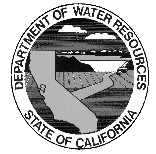 DEPARTMENT OF WATER RESOURCES
STATE OF CALIFORNIA